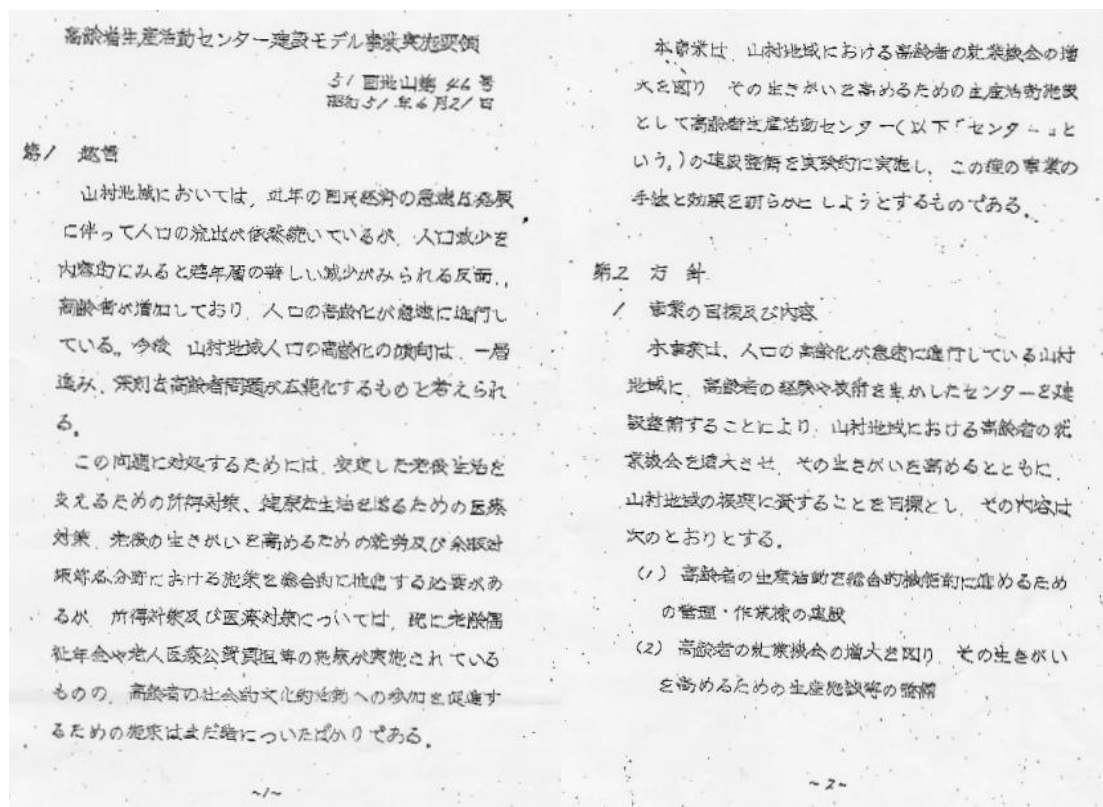 高齢者生産活動センター建設モデル事業実施要領
51国地山第46号
昭和51年6月21日
第1 趣旨
山村地域においては、近年の国民経済の急速な発展
に伴って人口の流出が依然続いているが、人口減少を
内容的にみると若年層の著しい減少がみられる反面、
高齢者が増加しており、人口の高齢化が急速に進行し
ている。今後、山村地域人口の高齢化の傾向は、一層
進み、深刻な高齢者問題が広範化するものと考えられ
る。
この問題に対処するためには、安定した老後生活を
支えるための所得対策、健康な生活を送るための医療
対策、老後の生きがいを高めるための就労及び余暇対
策等各分野における施策を総合的に推進する必要があ
るが、所得対策及び医療対策については、既に老齢福
祉年金や老人医療公費負担等の施策が実施されている
ものの、高齢者の社会的文化的活動への参加を促進す
るための施策はまだ緒についたばかりである。
~1~
本事業は、山村地域における高齢者の就業機会の増
大を図り、その生きがいを高めるための生産活動施設
として高齢者生産活動センター(以下「センター」と
いう。)の建設整備を実験的に実施し、この種の事業の
手法と効果を明らかにしようとするものである。
第2 方針
1 事業の目標及び内容
本事業は、人口の高齢化が急速に進行している山村
地域に、高齢者の経験や技術を生かしたセンターを建
設整備することにより、山村地域における高齢者の就
業機会を増大させ、その生きがいを高めるとともに、
山村地域の振興に資することを目標とし、その内容は
次のとおりとする。
(1) 高齢者の生産活動を総合的機能的に進めるため
の管理・作業棟の建設
(2) 高齢者の就業機会の増大を図り、その生きがい
を高めるための生産施設等の整備
~2~